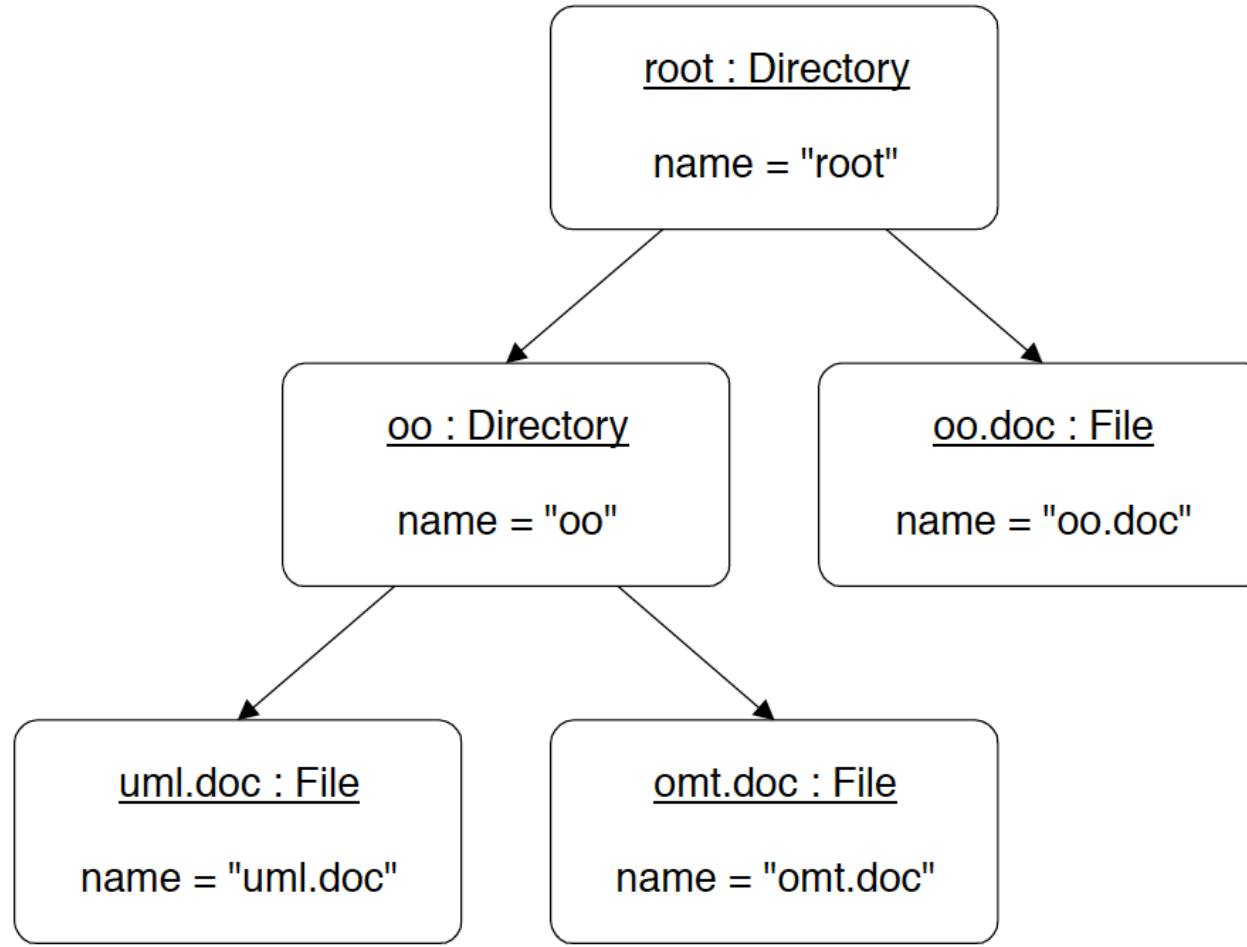 root : Directory
name = "root"
oo : Directory
name = "oo"
oo.doc : File
name = "oo.doc"
uml.doc : File
name = "uml.doc"
omt.doc : File
name = "omt.doc"